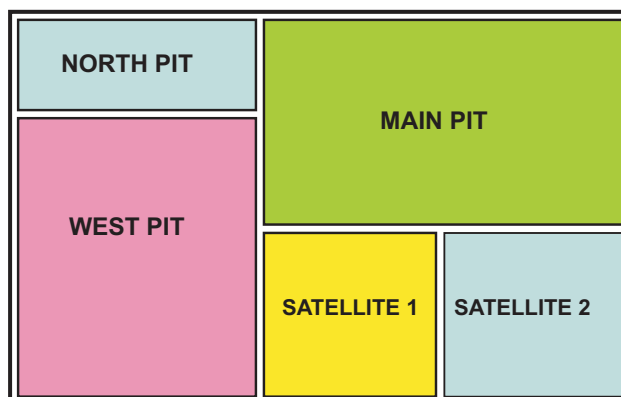 NORTH PIT
MAIN PIT
WEST PIT
SATELLITE 1
SATELLITE 2